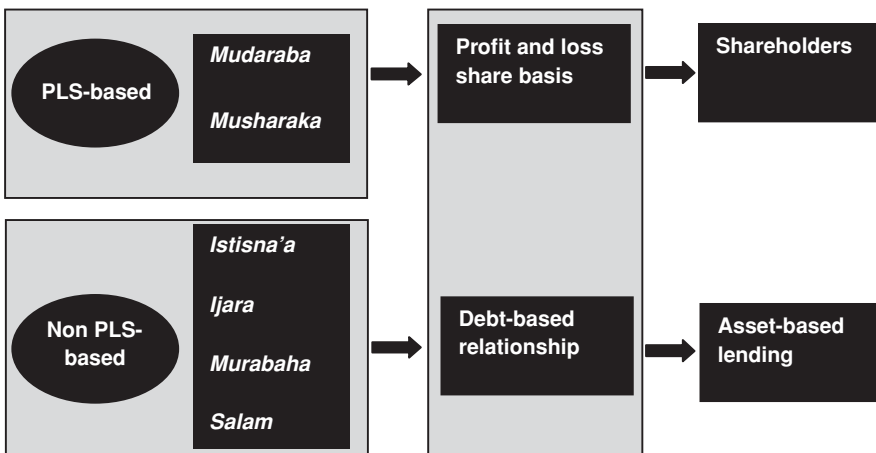 PLS-based
Mudaraba
Musharaka
Profit and loss
share basis
Shareholders
Non PLS-
based
Istisna’a
Ijara
Murabaha
Salam
Debt-based
relationship
Asset-based
lending